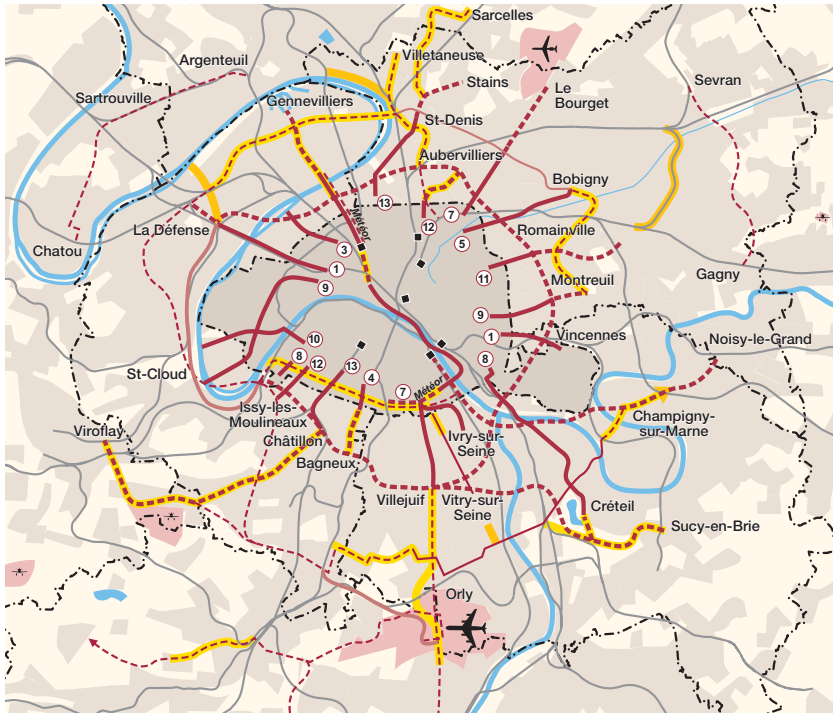 Sarcelles
Villetaneuse
Argenteuil
Stains
Sevran
Le
Bourget
Sartrouville
Gennevilliers
St-Denis
Aubervilliers
Bobigny
13
7
12
5
La Défense
Météor
Romainville
3
Chatou
1
11
Gagny
9
Montreuil
9
1
Vincennes
10
Noisy-le-Grand
8
12
13
8
St-Cloud
4
7
Météor
Issy-les-
Moulineaux
Champigny-
sur-Marne
Viroflay
Châtillon
Ivry-sur-
Seine
Bagneux
Villejuif
Vitry-sur-
Seine
Créteil
Sucy-en-Brie
Orly